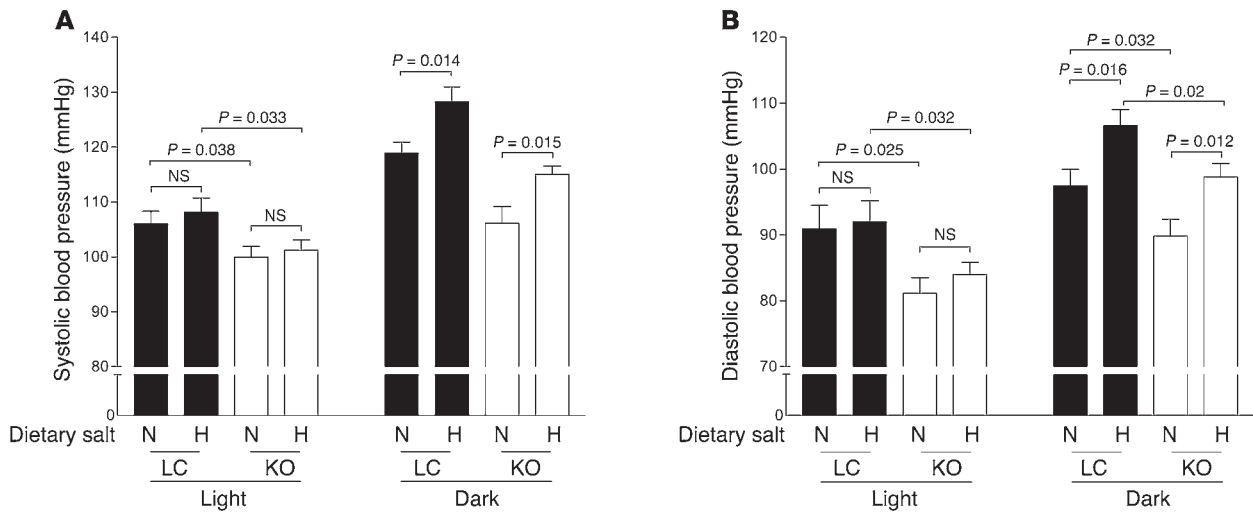 A
Systolic blood pressure (mmHg)
140
130
120
110
100
90
80
0
P = 0.014
P = 0.033
P = 0.038
P = 0.015
NS
NS
Dietary salt N H N H N H N H
LC KO LC KO
Light Dark
B
Diastolic blood pressure (mmHg)
120
110
100
90
80
70
0
P = 0.032
P = 0.016
P = 0.02
P = 0.032
P = 0.012
P = 0.025
NS
NS
Dietary salt N H N H N H N H
LC KO LC KO
Light Dark